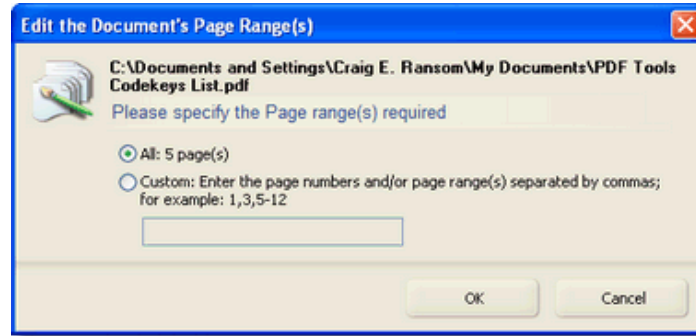 Edit the Document's Page Range(s)
C:\Documents and Settings\Craig E. Ransom\My Documents\PDF Tools
Codekeys List.pdf
Please specify the Page range(s) required
All: 5 page(s)
Custom: Enter the page numbers and/or page range(s) separated by commas;
for example: 1,3,5-12
OK Cancel